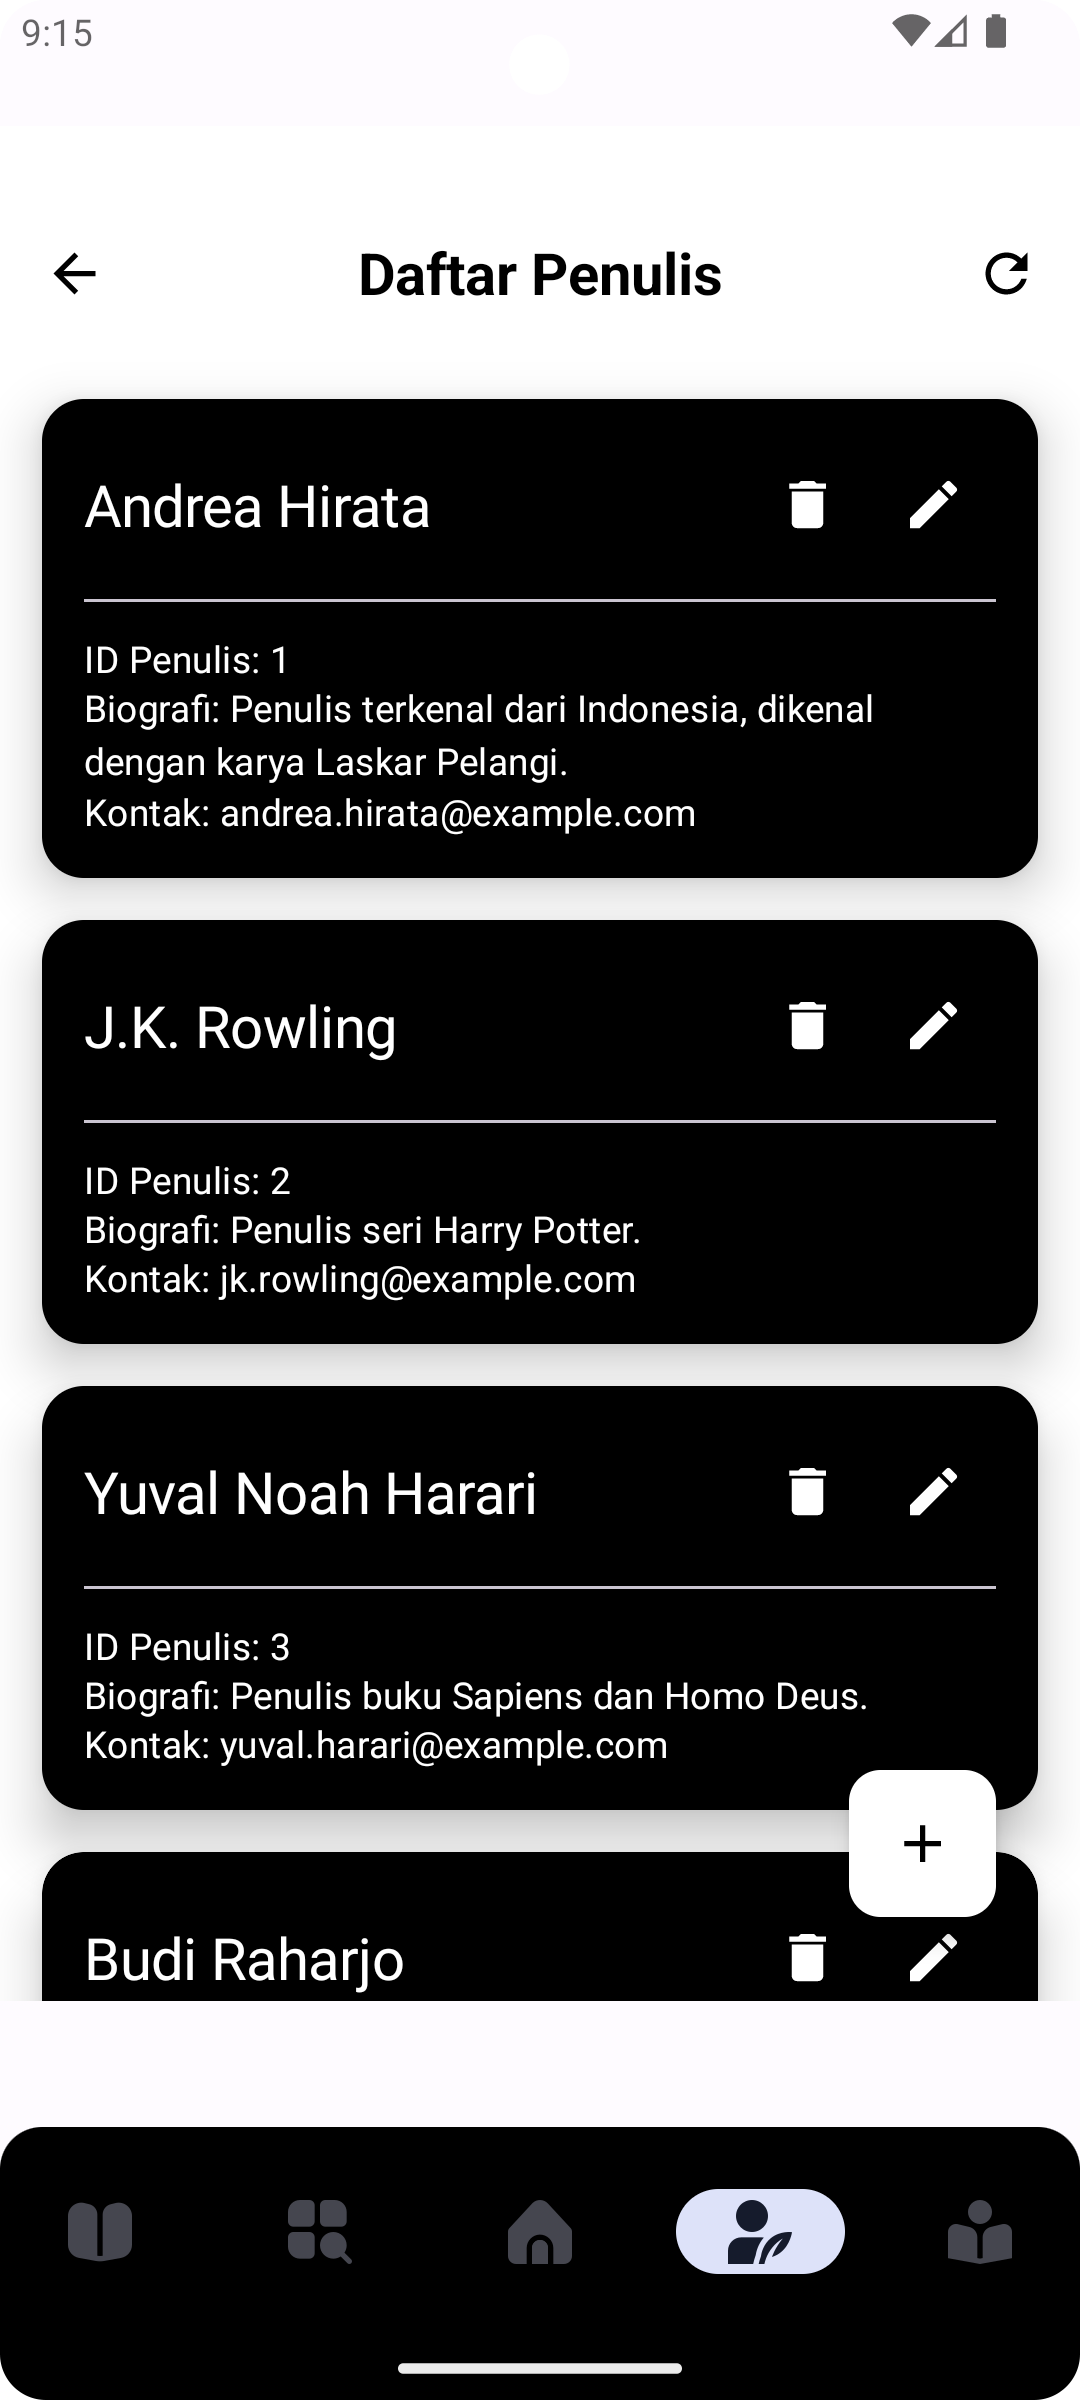 9:15
Daftar Penulis
Andrea Hirata
ID Penulis: 1
Biografi: Penulis terkenal dari Indonesia, dikenal
dengan karya Laskar Pelangi.
Kontak: andrea.hirata@example.com
J.K. Rowling
ID Penulis: 2
Biografi: Penulis seri Harry Potter.
Kontak: jk.rowling@example.com
Yuval Noah Harari
ID Penulis: 3
Biografi: Penulis buku Sapiens dan Homo Deus.
Kontak: yuval.harari@example.com
Budi Raharjo